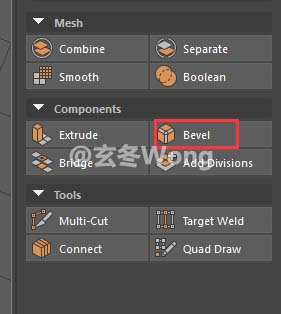 Mesh
Combine Separate
Smooth Boolean
Components
Extrude Bevel
Bridge Add Divisions
@玄冬Wong
Tools
Multi-Cut Target Weld
Connect Quad Draw